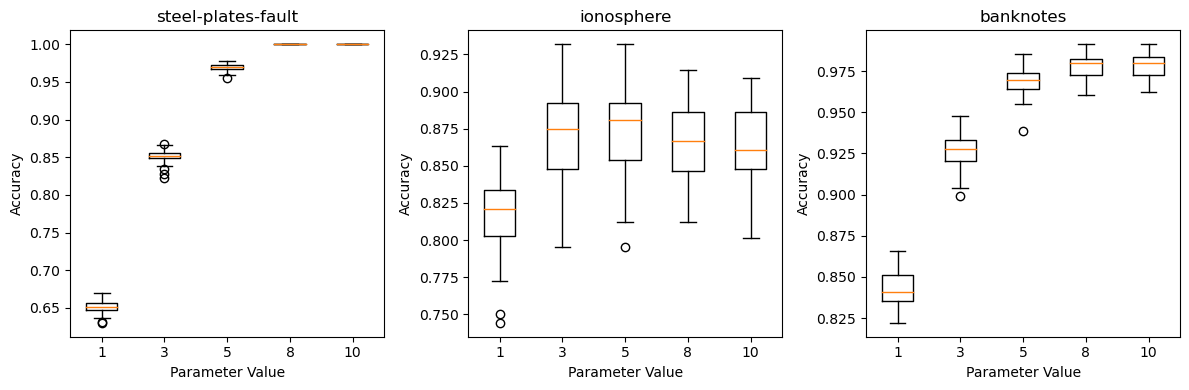 steel-plates-fault
1.00
0.95
0.90
0.85
0.80
0.75
0.70
0.65
Accuracy
1 3 5 8 10
Parameter Value
ionosphere
0.925
0.900
0.875
0.850
0.825
0.800
0.775
0.750
Accuracy
1 3 5 8 10
Parameter Value
banknotes
0.975
0.950
0.925
0.900
0.875
0.850
0.825
Accuracy
1 3 5 8 10
Parameter Value